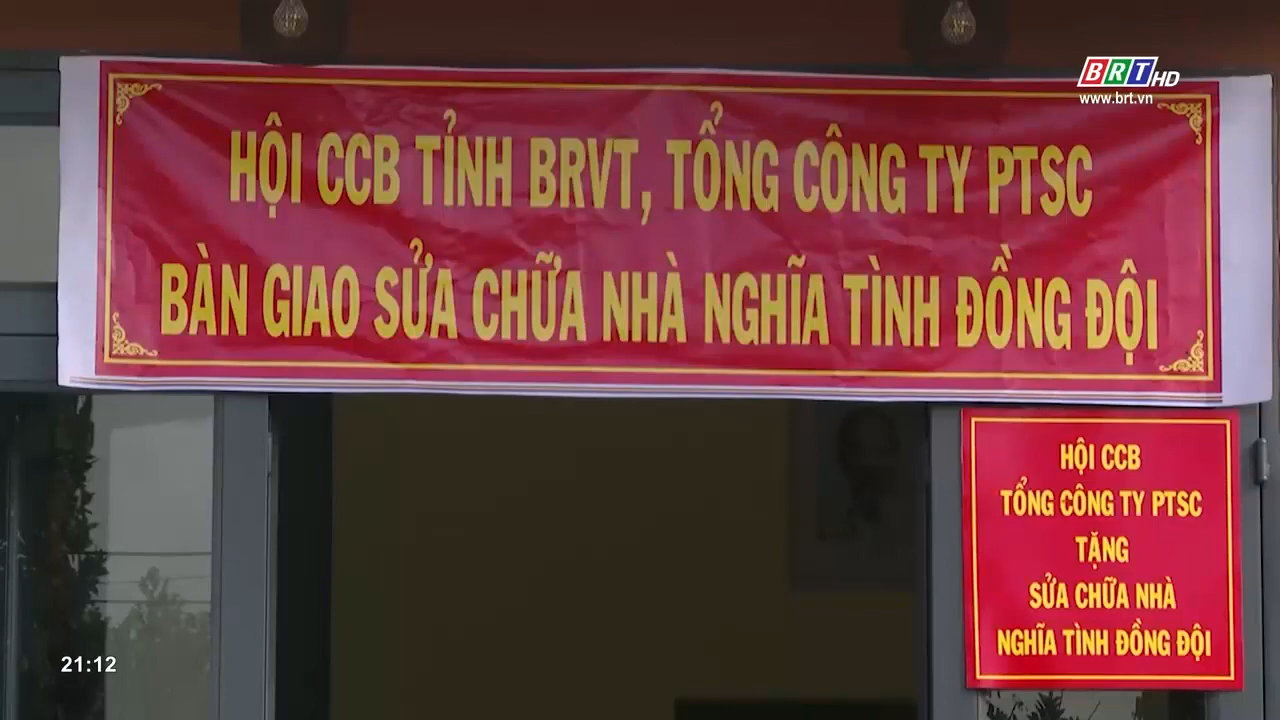 BRT HD
www.brt.vn
HỘI CCB TỈNH BRVT, TỔNG CÔNG TY PTSC
BÀN GIAO SỬA CHỮA NHÀ NGHĨA TÌNH ĐỒNG ĐỘI
HỘI CCB
TỔNG CÔNG TY PTSC
TẶNG
SỬA CHỮA NHÀ
NGHĨA TÌNH ĐỒNG ĐỘI
21:12